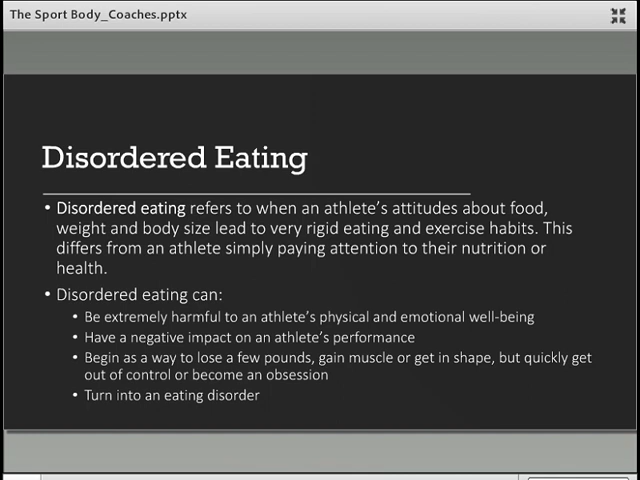 The Sport Body_Coaches.pptx
Disordered Eating
• Disordered eating refers to when an athlete's attitudes about food,
weight and body size lead to very rigid eating and exercise habits. This
differs from an athlete simply paying attention to their nutrition or
health.
• Disordered eating can:
• Be extremely harmful to an athlete's physical and emotional well-being
• Have a negative impact on an athlete's performance
• Begin as a way to lose a few pounds, gain muscle or get in shape, but quickly get
out of control or become an obsession
• Turn into an eating disorder